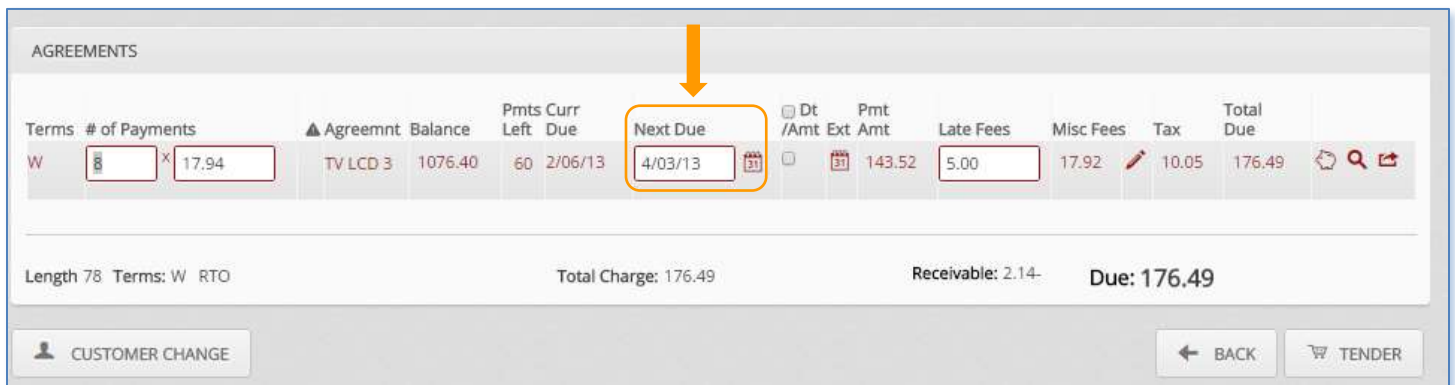 AGREEMENTS
Pmts Curr Dt Pmt Total
Terms # of Payments Agreemnt Balance Left Due Next Due /Amt Ext Amt Late Fees Misc Fees Tax Due
W 8 x 17.94 TV LCD 3 1076.40 60 2/06/13 4/03/13 31 31 143.52 5.00 17.92 10.05 176.49
Length 78 Terms: W RTO Total Charge: 176.49 Receivable: 2.14- Due: 176.49
CUSTOMER CHANGE BACK TENDER